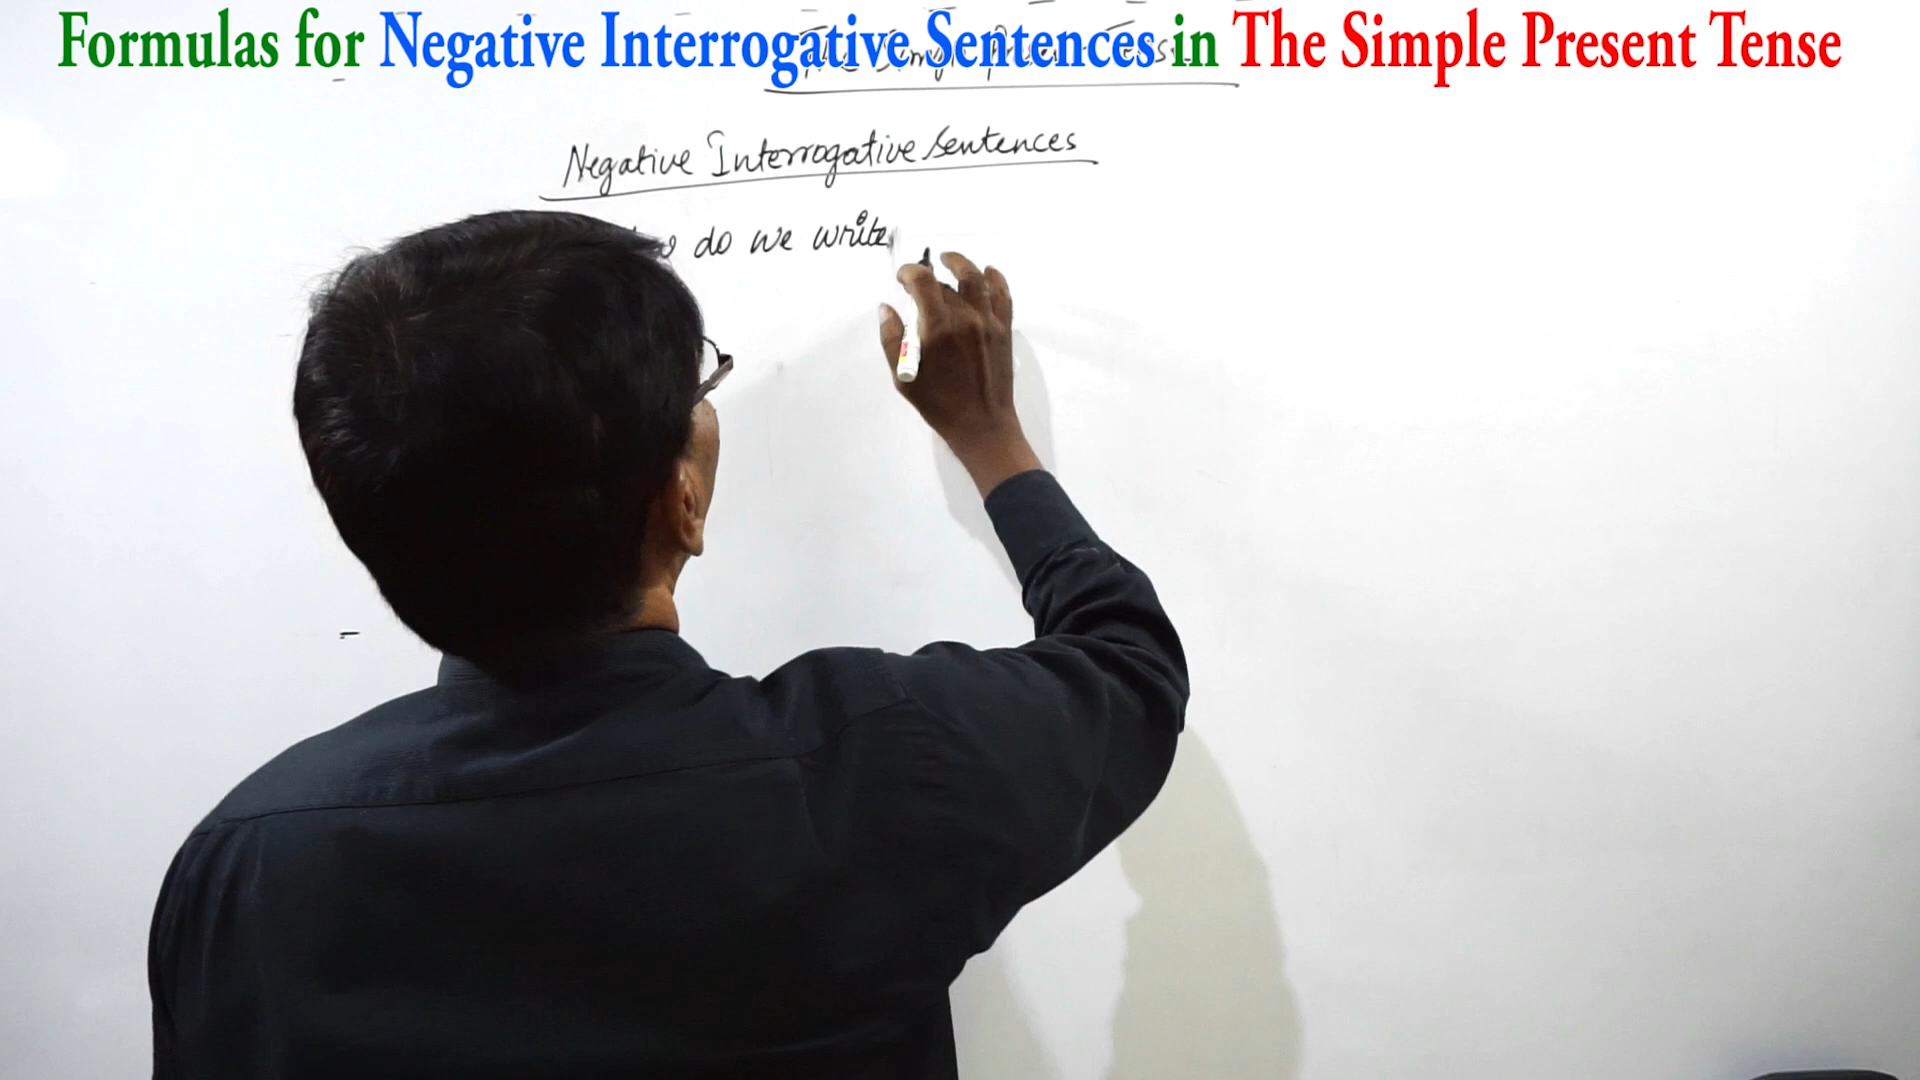 Formulas for Negative Interrogative Sentences in The Simple Present Tense
Negative Interrogative Sentences
do we write